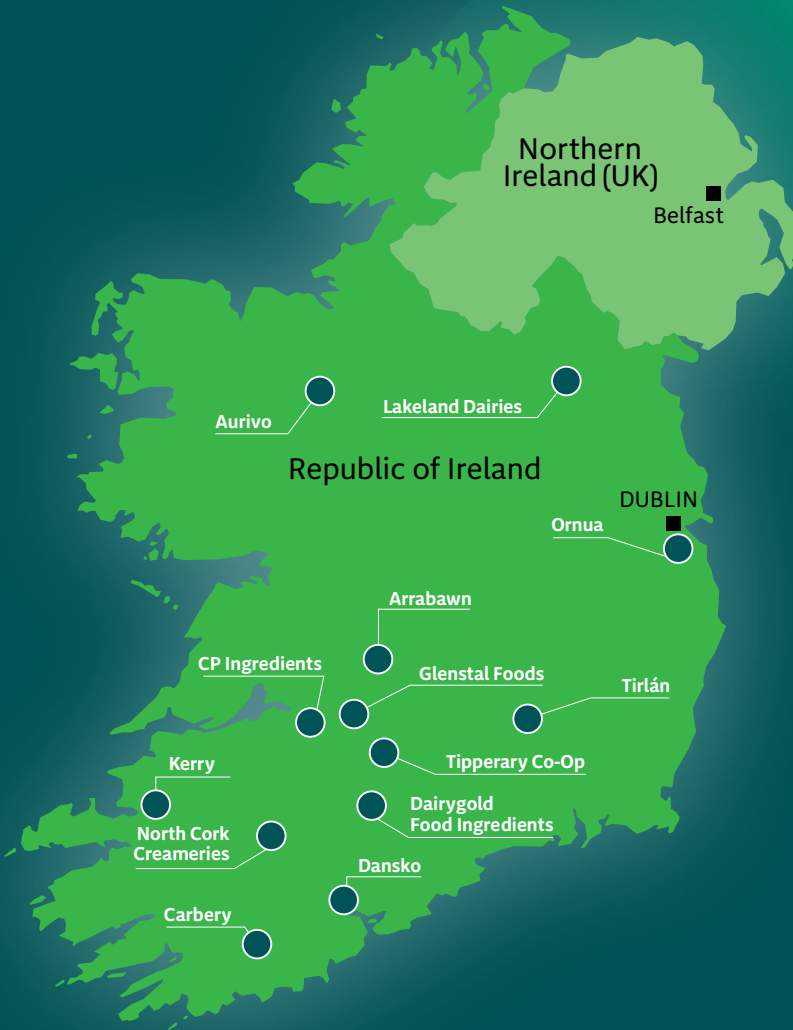 Northern
Ireland (UK)
Belfast
Lakeland Dairies
Aurivo
Republic of Ireland
DUBLIN
Ornua
Arrabawn
CP Ingredients
Glenstal Foods
Tirlán
Tipperary Co-Op
Kerry
Dairygold
Food Ingredients
North Cork
Creameries
Dansko
Carbery